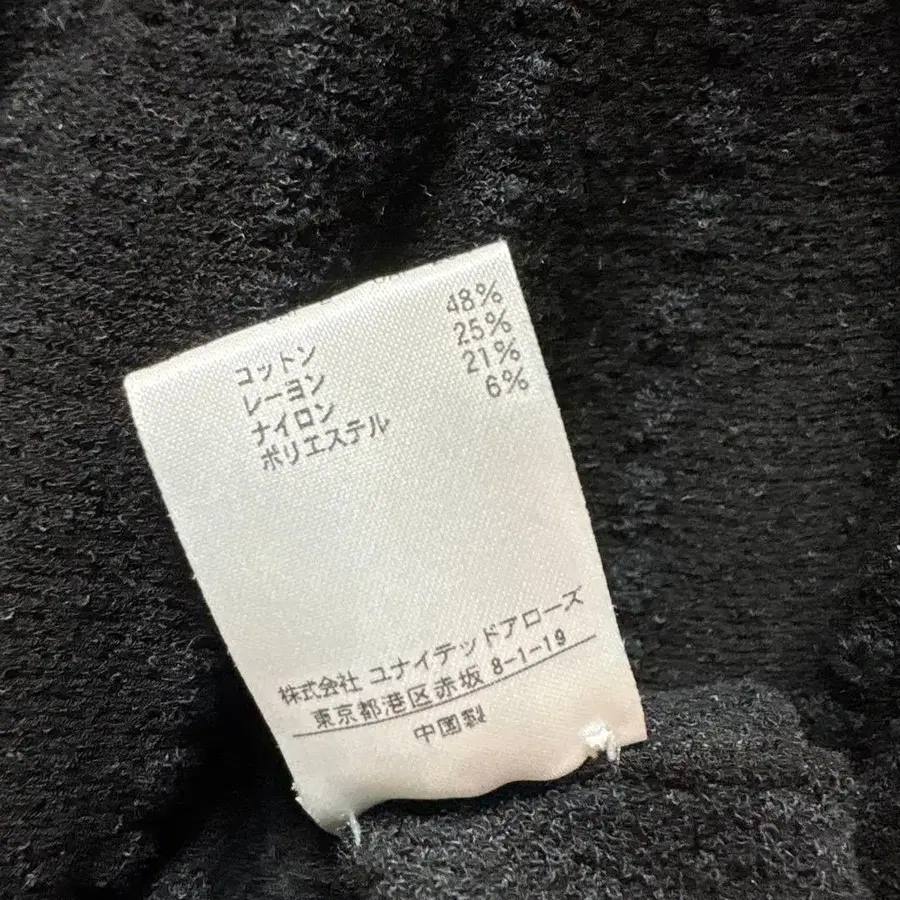 コットン 48%
レーヨン 25%
ナイロン 21%
ポリエステル 6%
株式会社 ユナイテッドアローズ
東京都港区赤坂 8-1-19
中国製